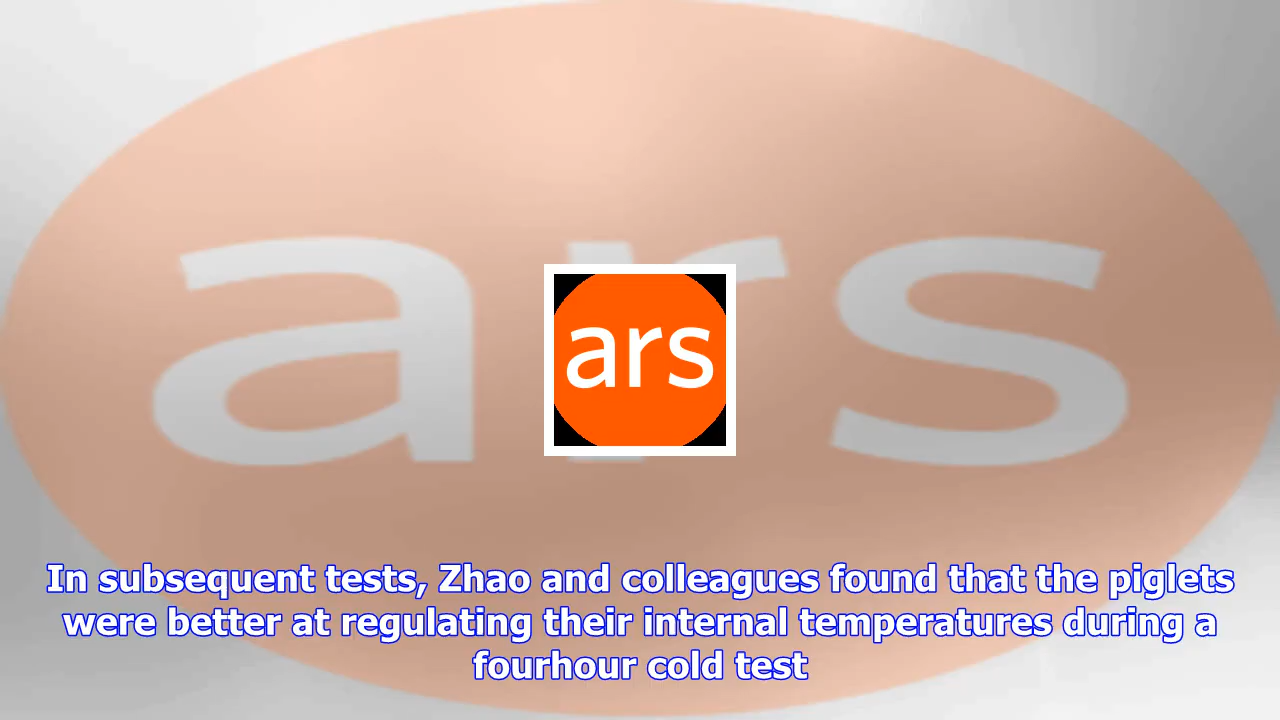 ars
ars
In subsequent tests, Zhao and colleagues found that the piglets
were better at regulating their internal temperatures during a
fourhour cold test